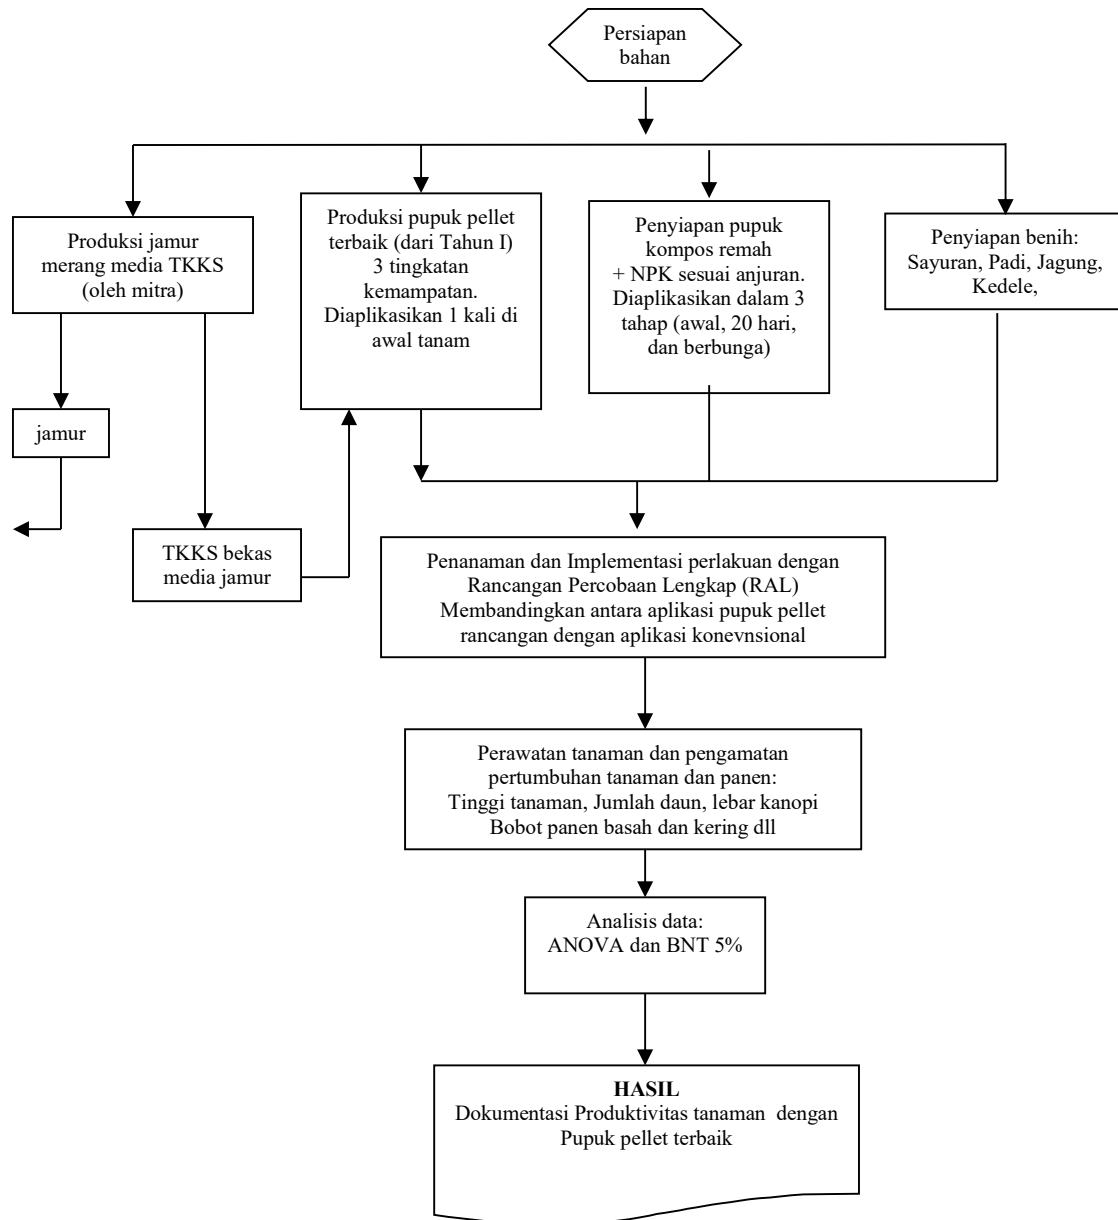 Persiapan
bahan
Produksi jamur
merang media TKKS
(oleh mitra)
Produksi pupuk pellet
terbaik (dari Tahun I)
3 tingkatan
kemampatan.
Diaplikasikan 1 kali di
awal tanam
Penyiapan pupuk
kompos remah
+ NPK sesuai anjuran.
Diaplikasikan dalam 3
tahap (awal, 20 hari,
dan berbunga)
Penyiapan benih:
Sayuran, Padi, Jagung,
Kedele,
jamur
TKKS bekas
media jamur
Penanaman dan Implementasi perlakuan dengan
Rancangan Percobaan Lengkap (RAL)
Membandingkan antara aplikasi pupuk pellet
rancangan dengan aplikasi konevnsional
Perawatan tanaman dan pengamatan
pertumbuhan tanaman dan panen:
Tinggi tanaman, Jumlah daun, lebar kanopi
Bobot panen basah dan kering dll
Analisis data:
ANOVA dan BNT 5%
HASIL
Dokumentasi Produktivitas tanaman dengan
Pupuk pellet terbaik